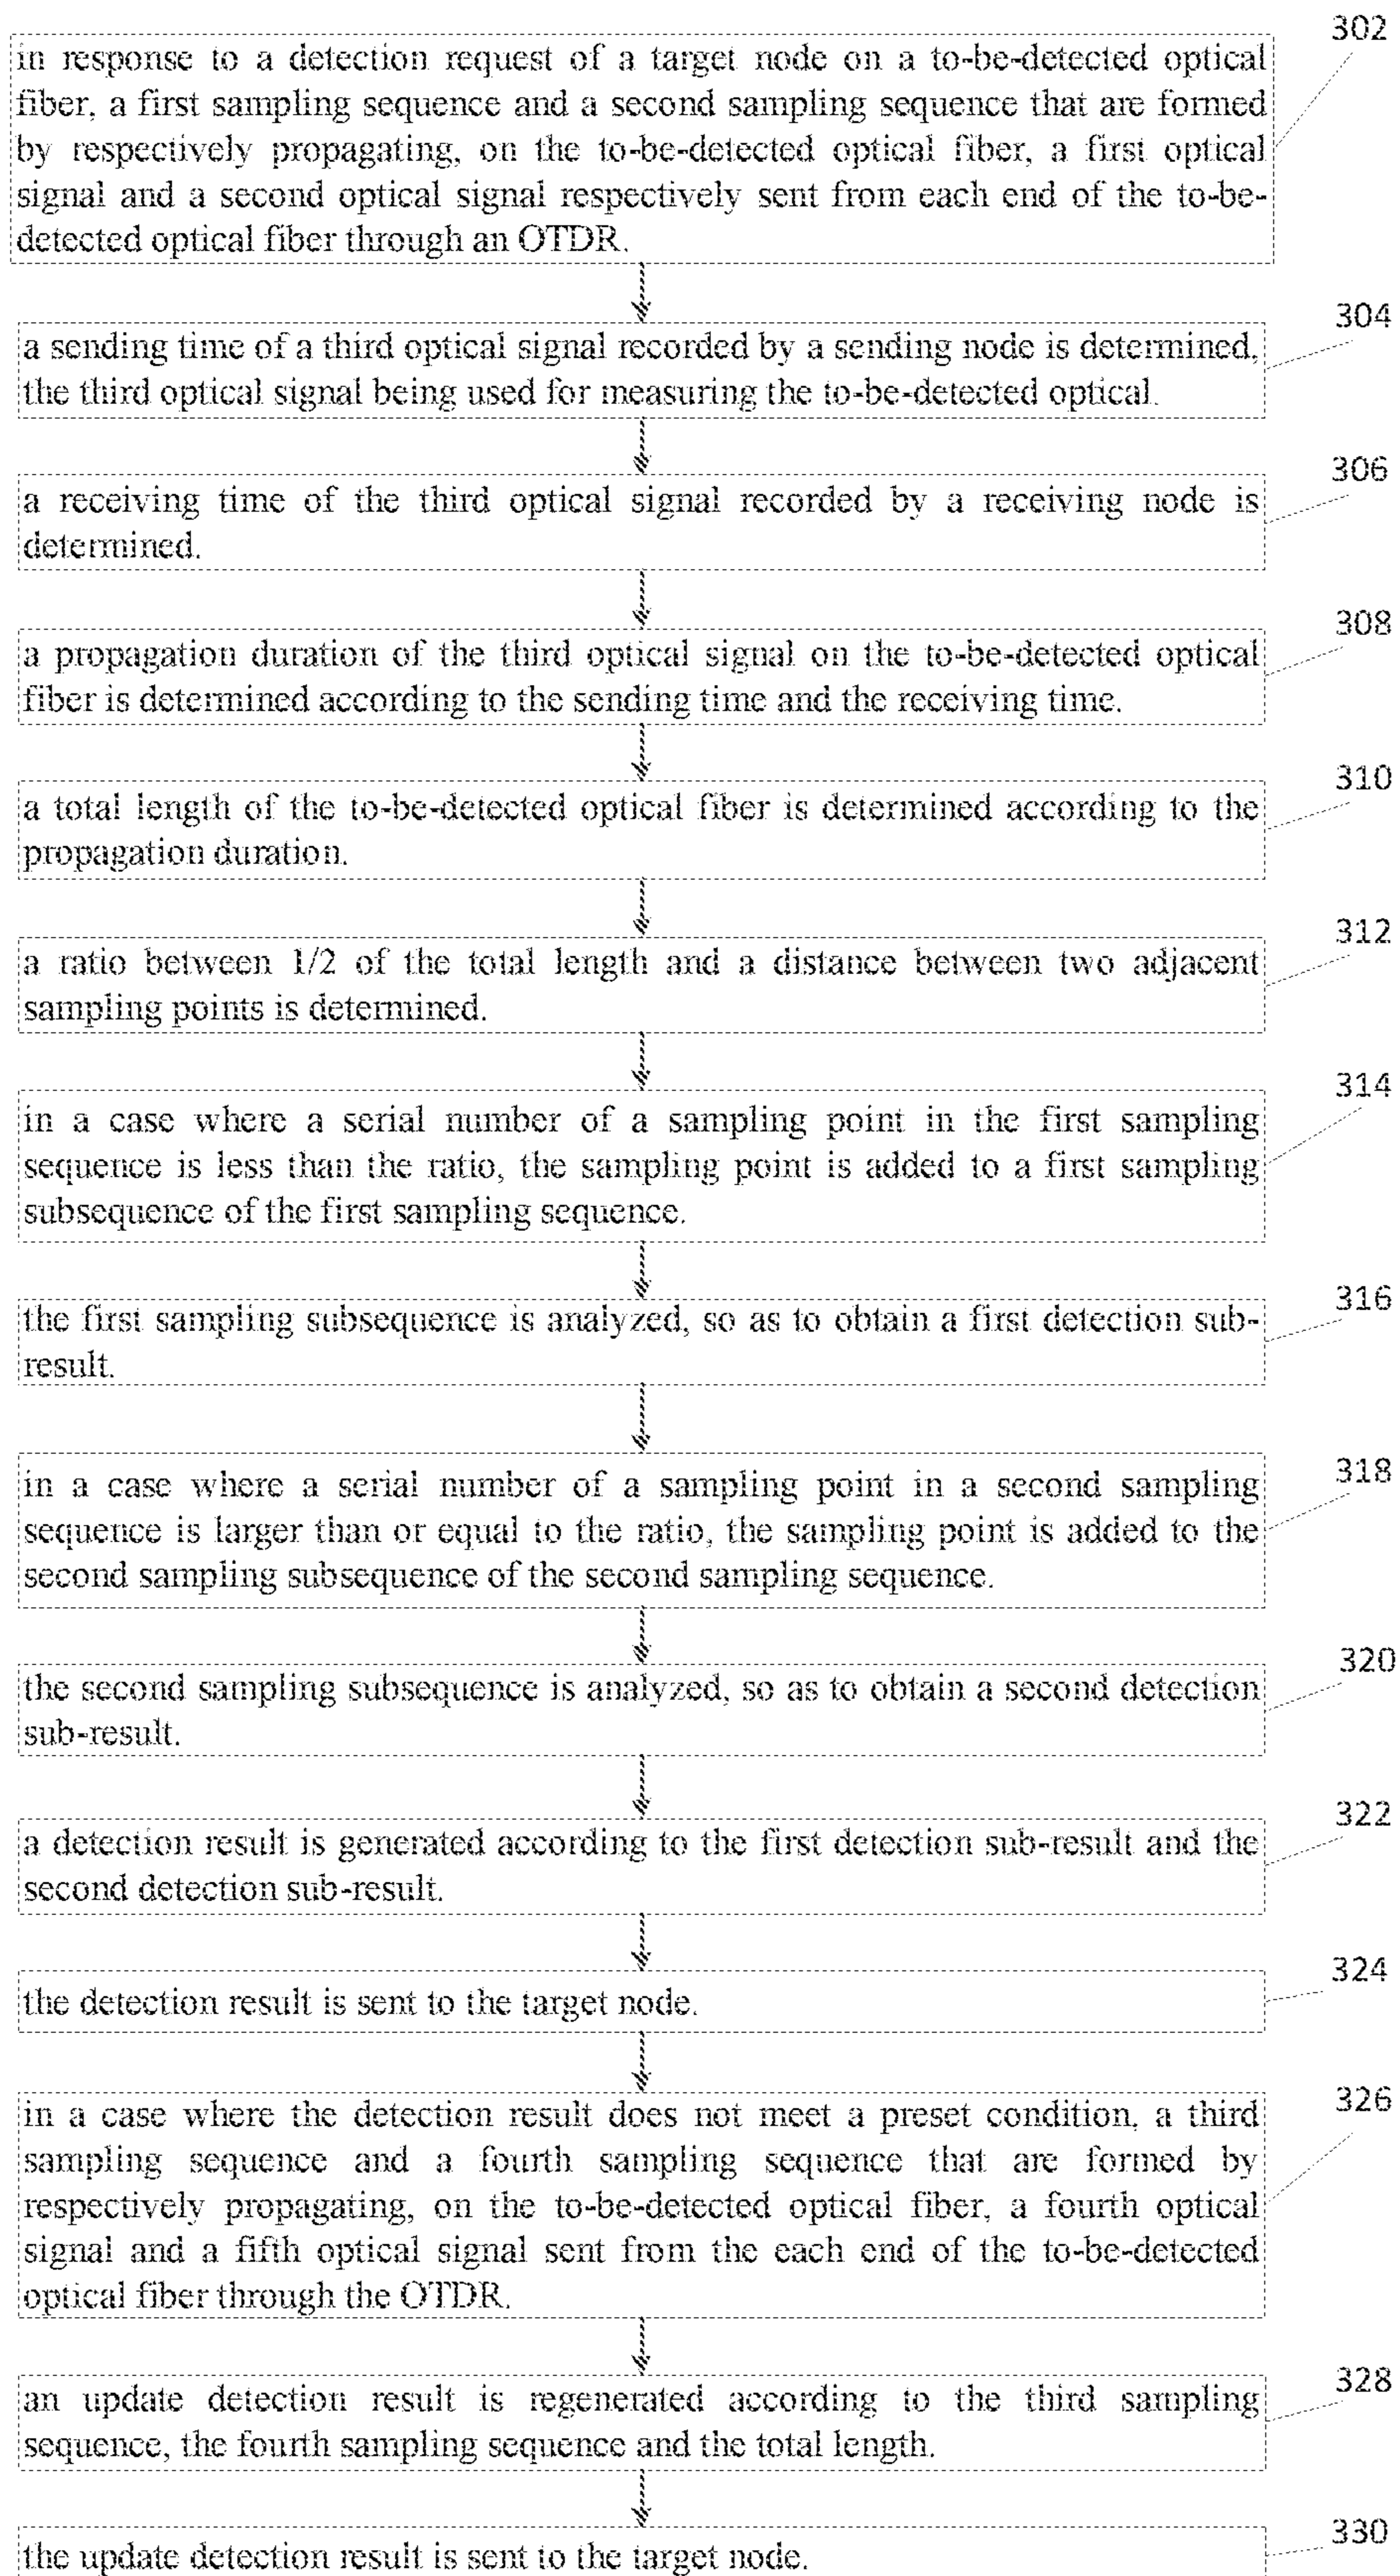 302
in response to a detection request of a target node on a to-be-detected optical
fiber, a first sampling sequence and a second sampling sequence that are formed
by respectively propagating, on the to-be-detected optical fiber, a first optical
signal and a second optical signal respectively sent from each end of the to-be-
detected optical fiber through an OTDR.
304
a sending time of a third optical signal recorded by a sending node is determined,
the third optical signal being used for measuring the to-be-detected optical.
306
a receiving time of the third optical signal recorded by a receiving node is
determined.
308
a propagation duration of the third optical signal on the to-be-detected optical
fiber is determined according to the sending time and the receiving time.
310
a total length of the to-be-detected optical fiber is determined according to the
propagation duration.
312
a ratio between 1/2 of the total length and a distance between two adjacent
sampling points is determined.
314
in a case where a serial number of a sampling point in the first sampling
sequence is less than the ratio, the sampling point is added to a first sampling
subsequence of the first sampling sequence.
316
the first sampling subsequence is analyzed, so as to obtain a first detection sub-
result.
318
in a case where a serial number of a sampling point in a second sampling
sequence is larger than or equal to the ratio, the sampling point is added to the
second sampling subsequence of the second sampling sequence.
320
the second sampling subsequence is analyzed, so as to obtain a second detection
sub-result.
322
a detection result is generated according to the first detection sub-result and the
second detection sub-result.
324
the detection result is sent to the target node.
326
in a case where the detection result does not meet a preset condition, a third
sampling sequence and a fourth sampling sequence that are formed by
respectively propagating, on the to-be-detected optical fiber, a fourth optical
signal and a fifth optical signal sent from the each end of the to-be-detected
optical fiber through the OTDR.
328
an update detection result is regenerated according to the third sampling
sequence, the fourth sampling sequence and the total length.
330
the update detection result is sent to the target node.